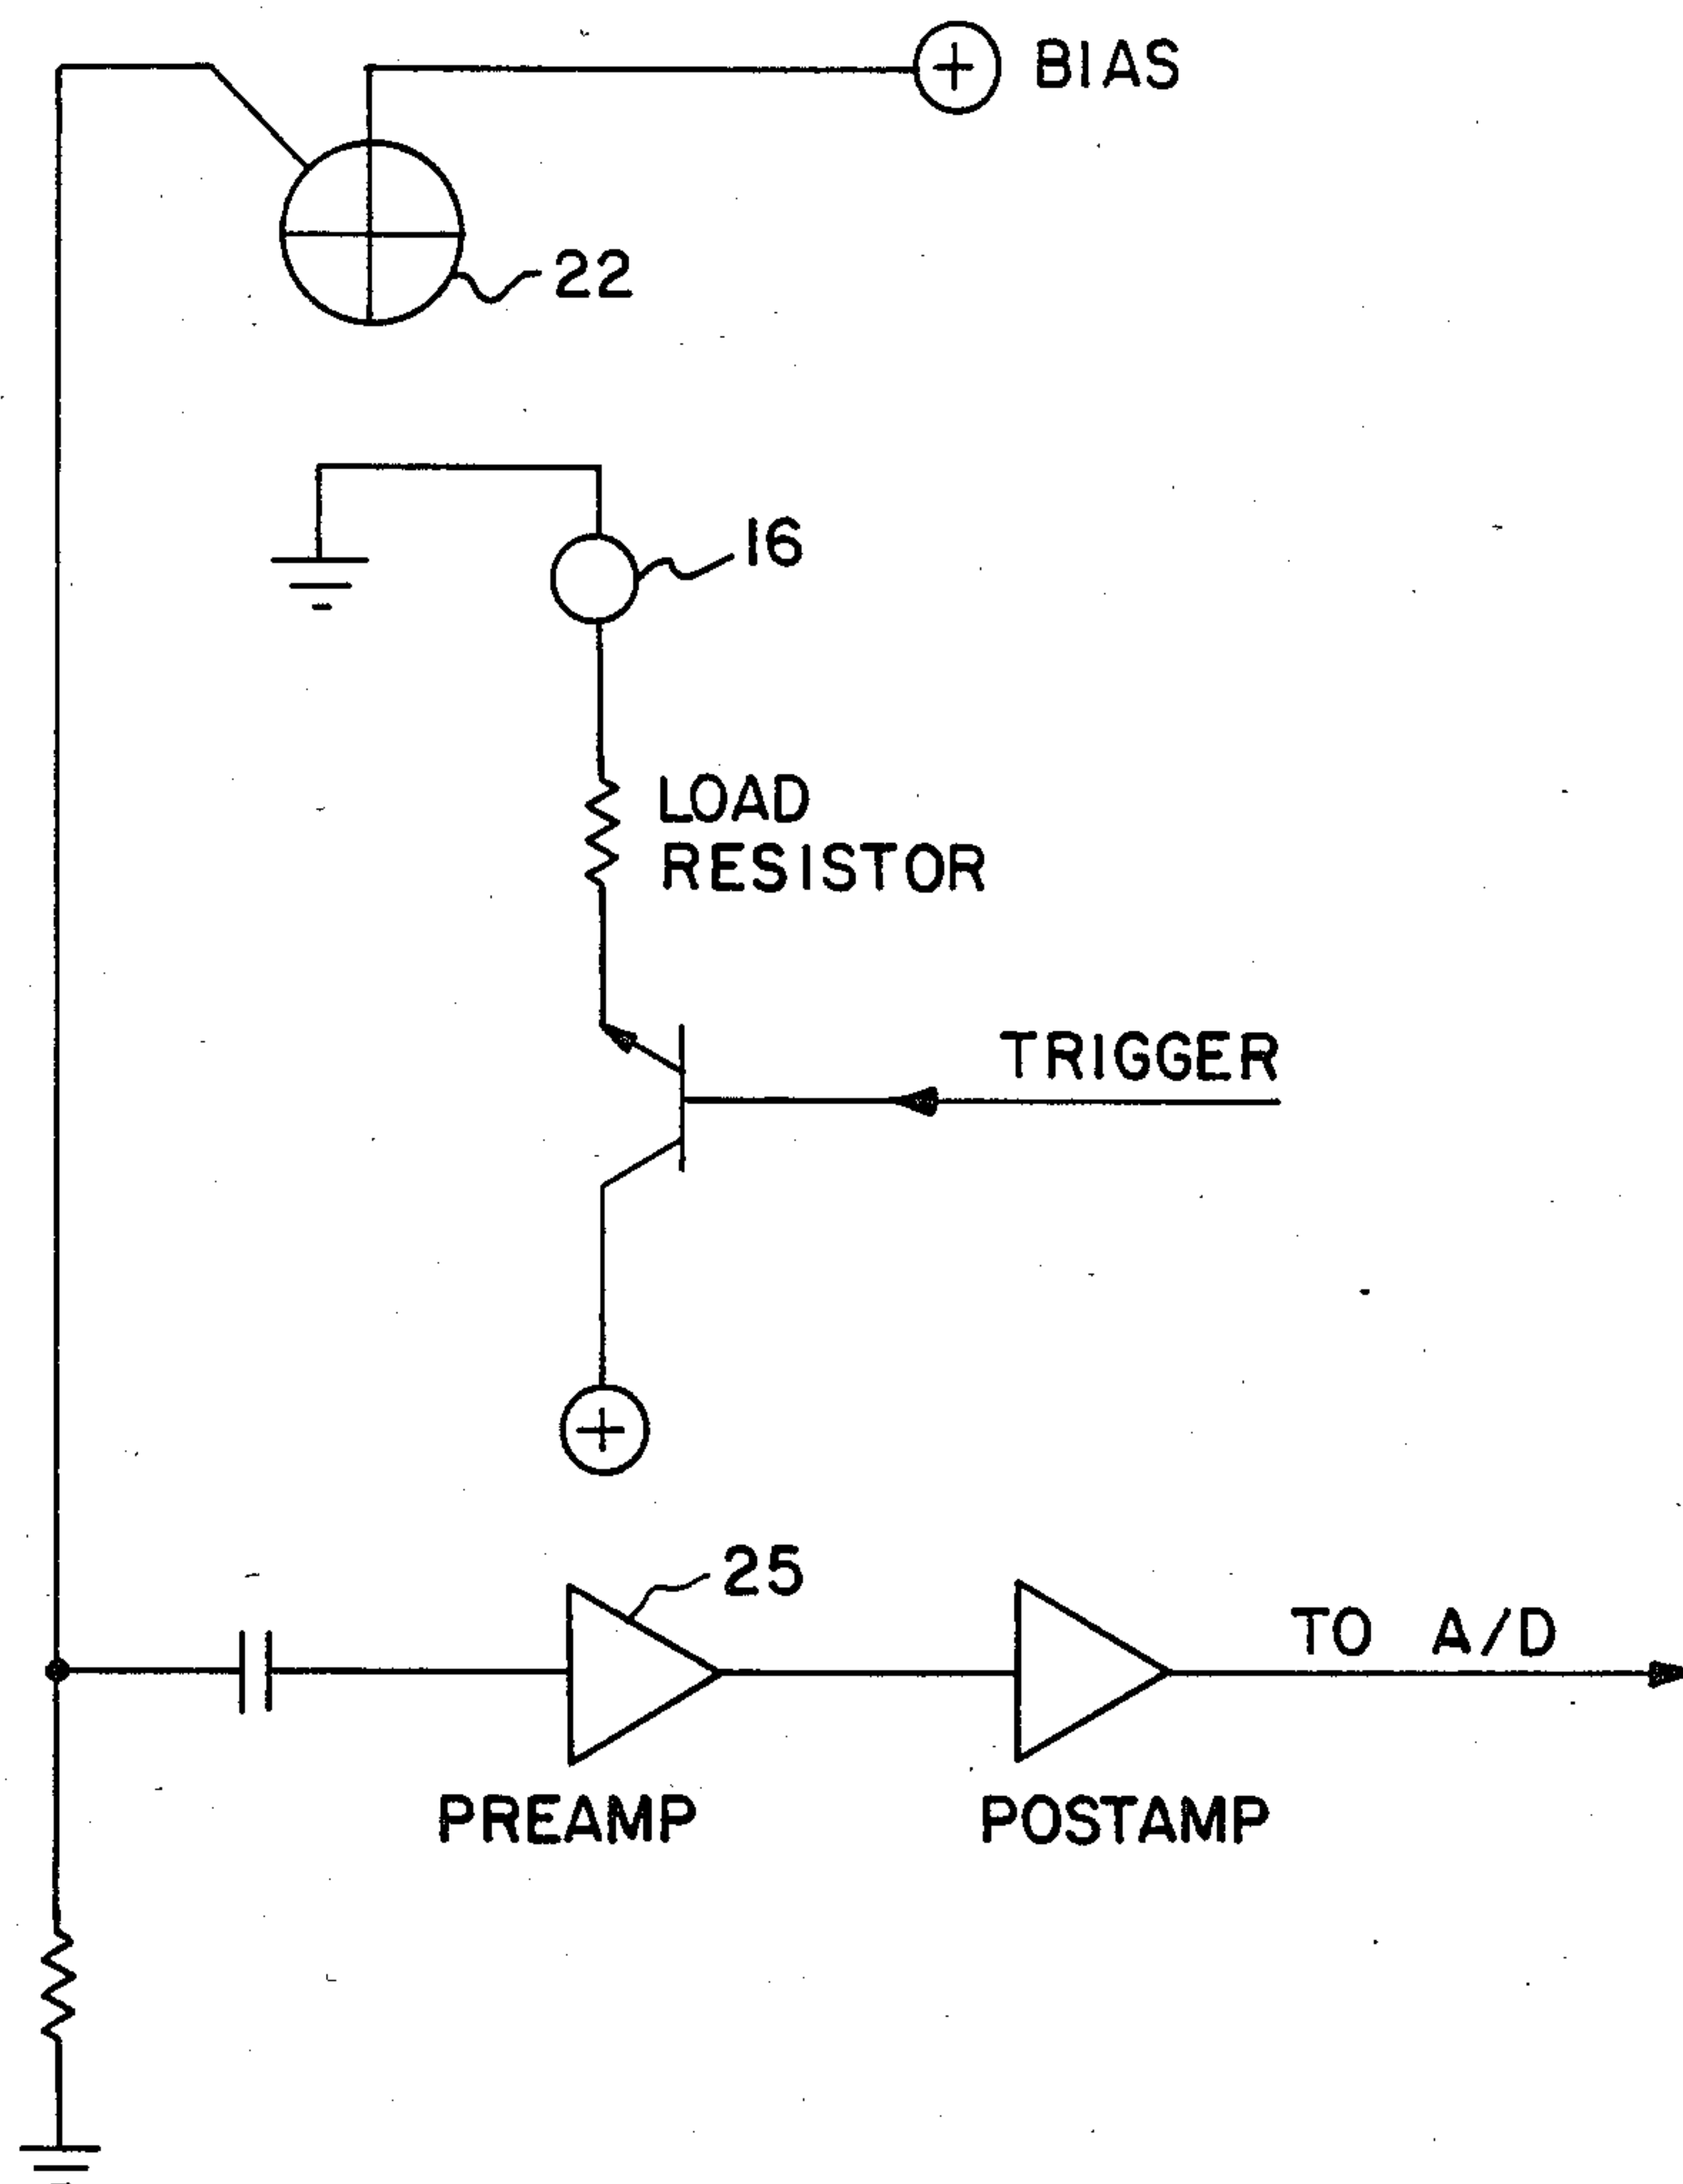 BIAS
22
16
LOAD
RESISTOR
TRIGGER
25
TO A/D
PREAMP
POSTAMP